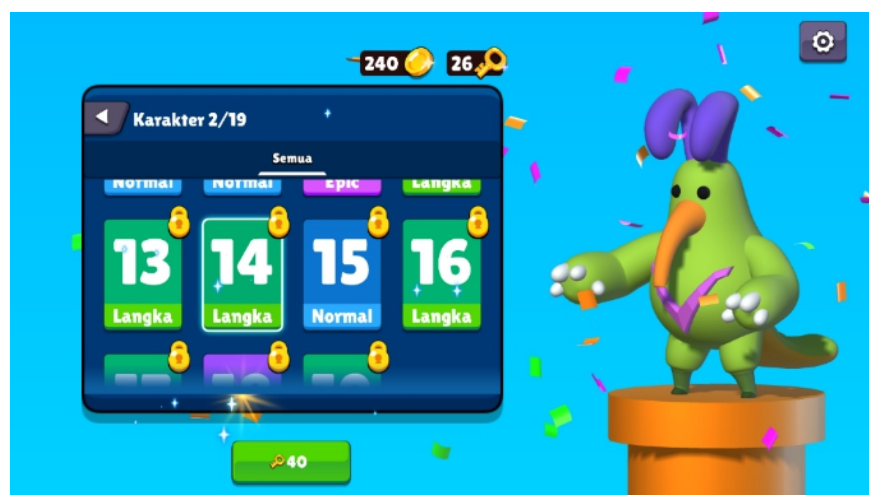 240 26
Karakter 2/19
Semua
Normal Normal Epic Langka
13 14 15 16
Langka Langka Normal Langka
40